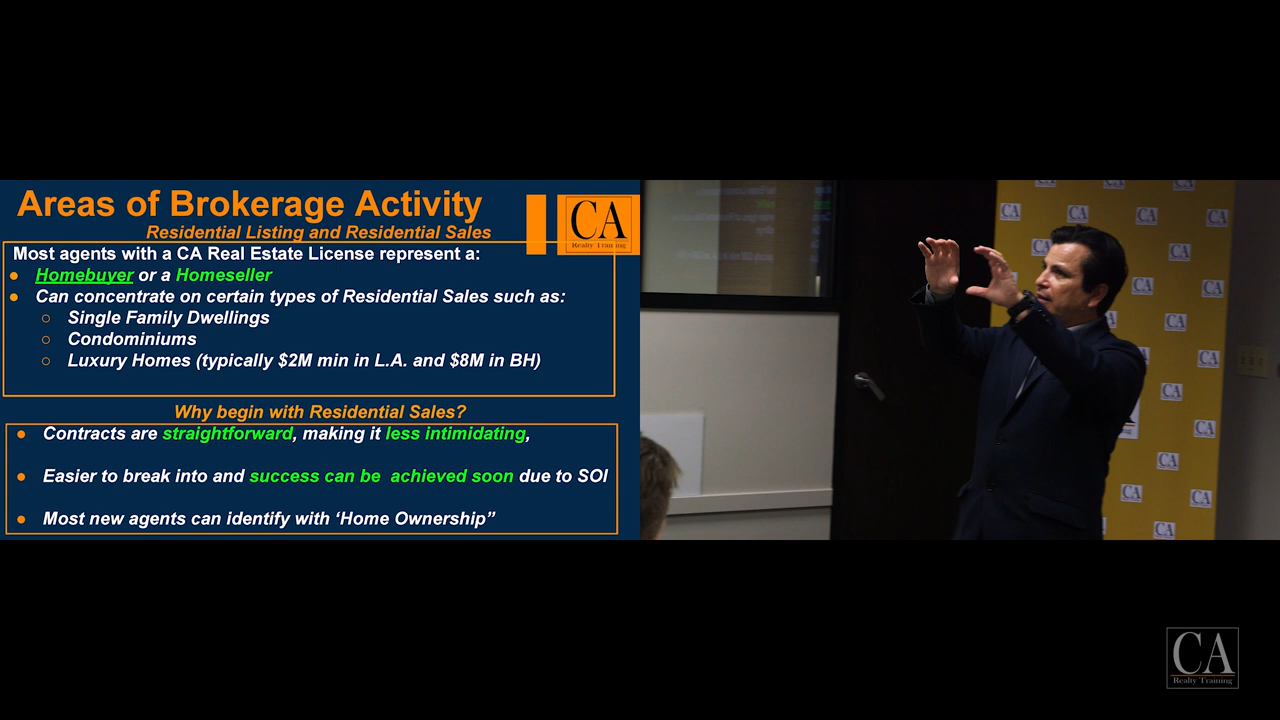 Areas of Brokerage Activity
Residential Listing and Residential Sales
CA
Realty Training
Most agents with a CA Real Estate License represent a:
● Homebuyer or a Homeseller
● Can concentrate on certain types of Residential Sales such as:
○ Single Family Dwellings
○ Condominiums
○ Luxury Homes (typically $2M min in L.A. and $8M in BH)
Why begin with Residential Sales?
● Contracts are straightforward, making it less intimidating,
● Easier to break into and success can be achieved soon due to SOI
● Most new agents can identify with ‘Home Ownership”
CA
Realty Training